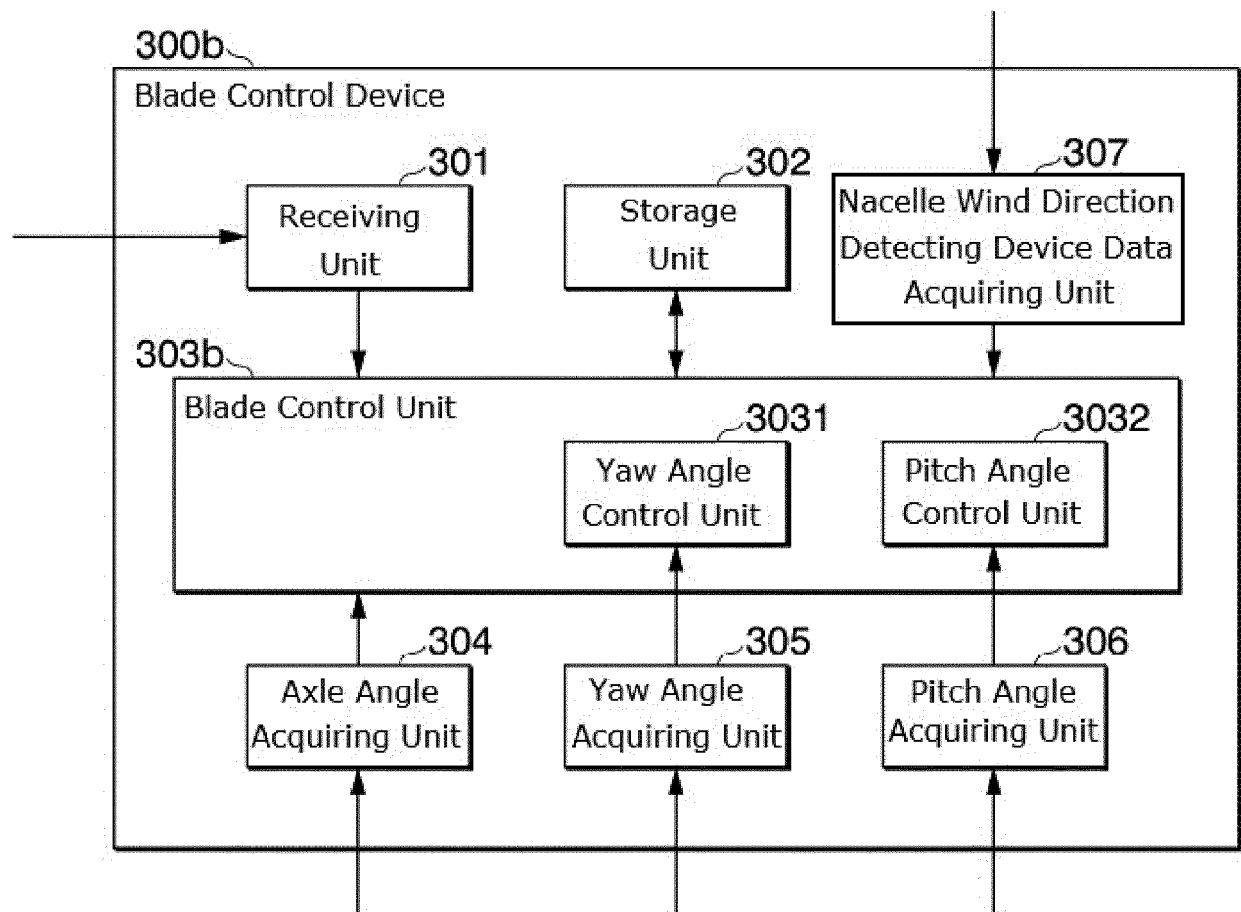 300b
Blade Control Device
301
302
307
Receiving
Unit
Storage
Unit
Nacelle Wind Direction
Detecting Device Data
Acquiring Unit
303b
Blade Control Unit
3031
3032
Yaw Angle
Control Unit
Pitch Angle
Control Unit
304
305
306
Axle Angle
Acquiring Unit
Yaw Angle
Acquiring Unit
Pitch Angle
Acquiring Unit